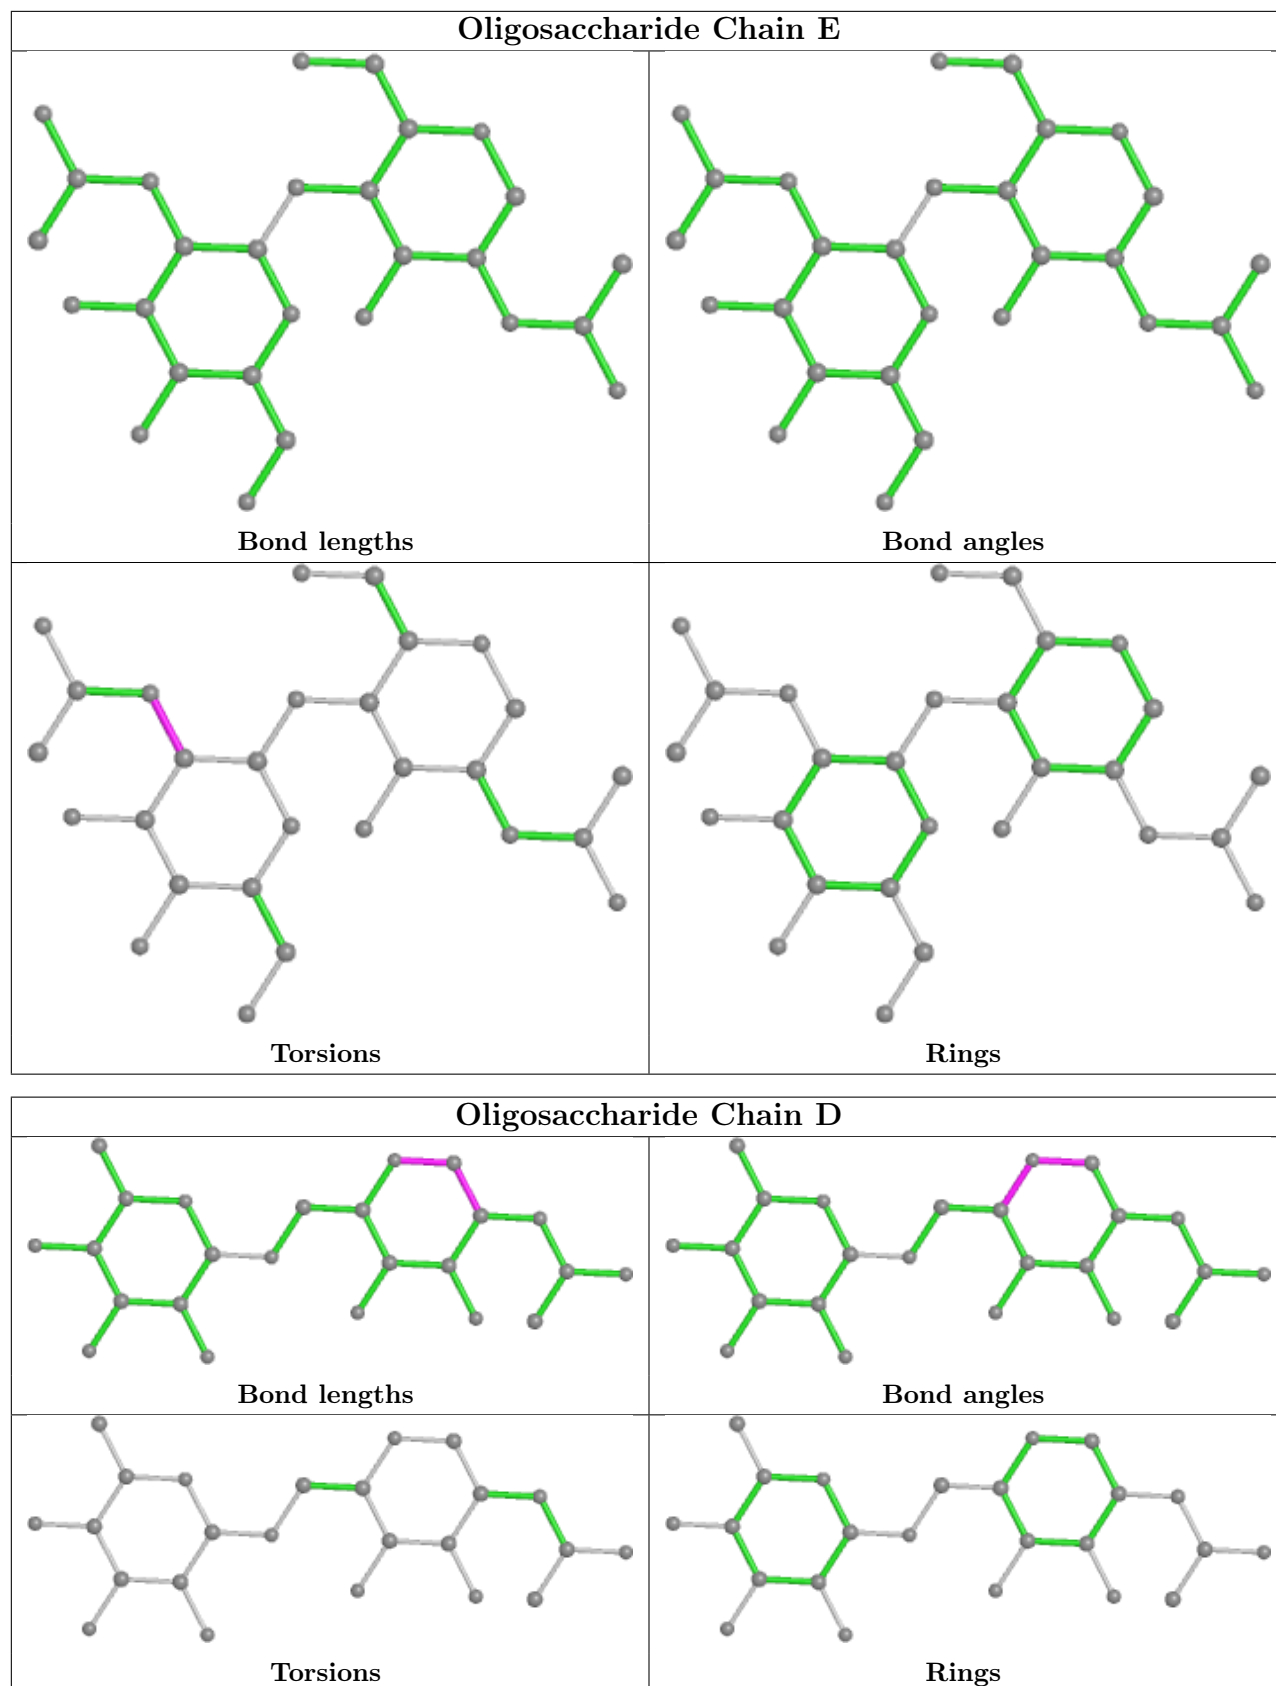 Oligosaccharide Chain E
Bond lengths
Bond angles
Torsions
Rings
Oligosaccharide Chain D
Bond lengths
Bond angles
Torsions
Rings